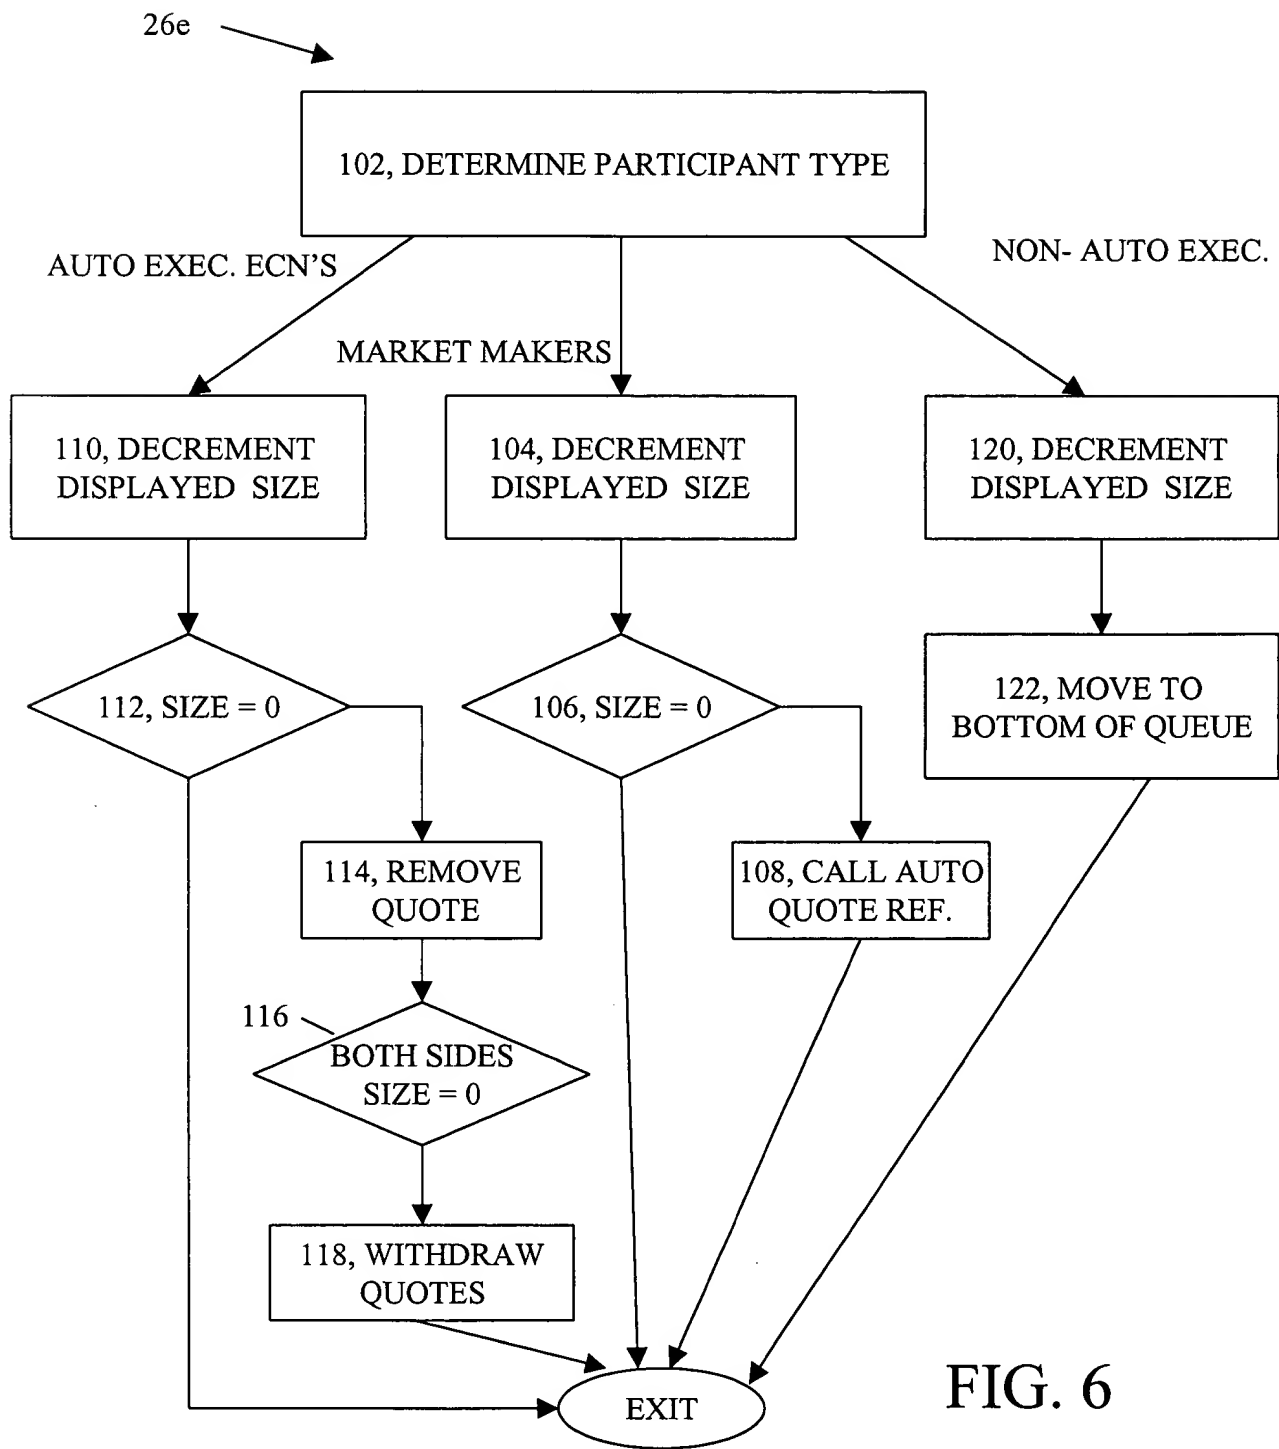 26e
102, DETERMINE PARTICIPANT TYPE
AUTO EXEC. ECN'S
NON- AUTO EXEC.
MARKET MAKERS
110, DECREMENT
DISPLAYED SIZE
104, DECREMENT
DISPLAYED SIZE
120, DECREMENT
DISPLAYED SIZE
112, SIZE = 0
106, SIZE = 0
122, MOVE TO
BOTTOM OF QUEUE
114, REMOVE
QUOTE
108, CALL AUTO
QUOTE REF.
116
BOTH SIDES
SIZE = 0
118, WITHDRAW
QUOTES
EXIT
FIG. 6